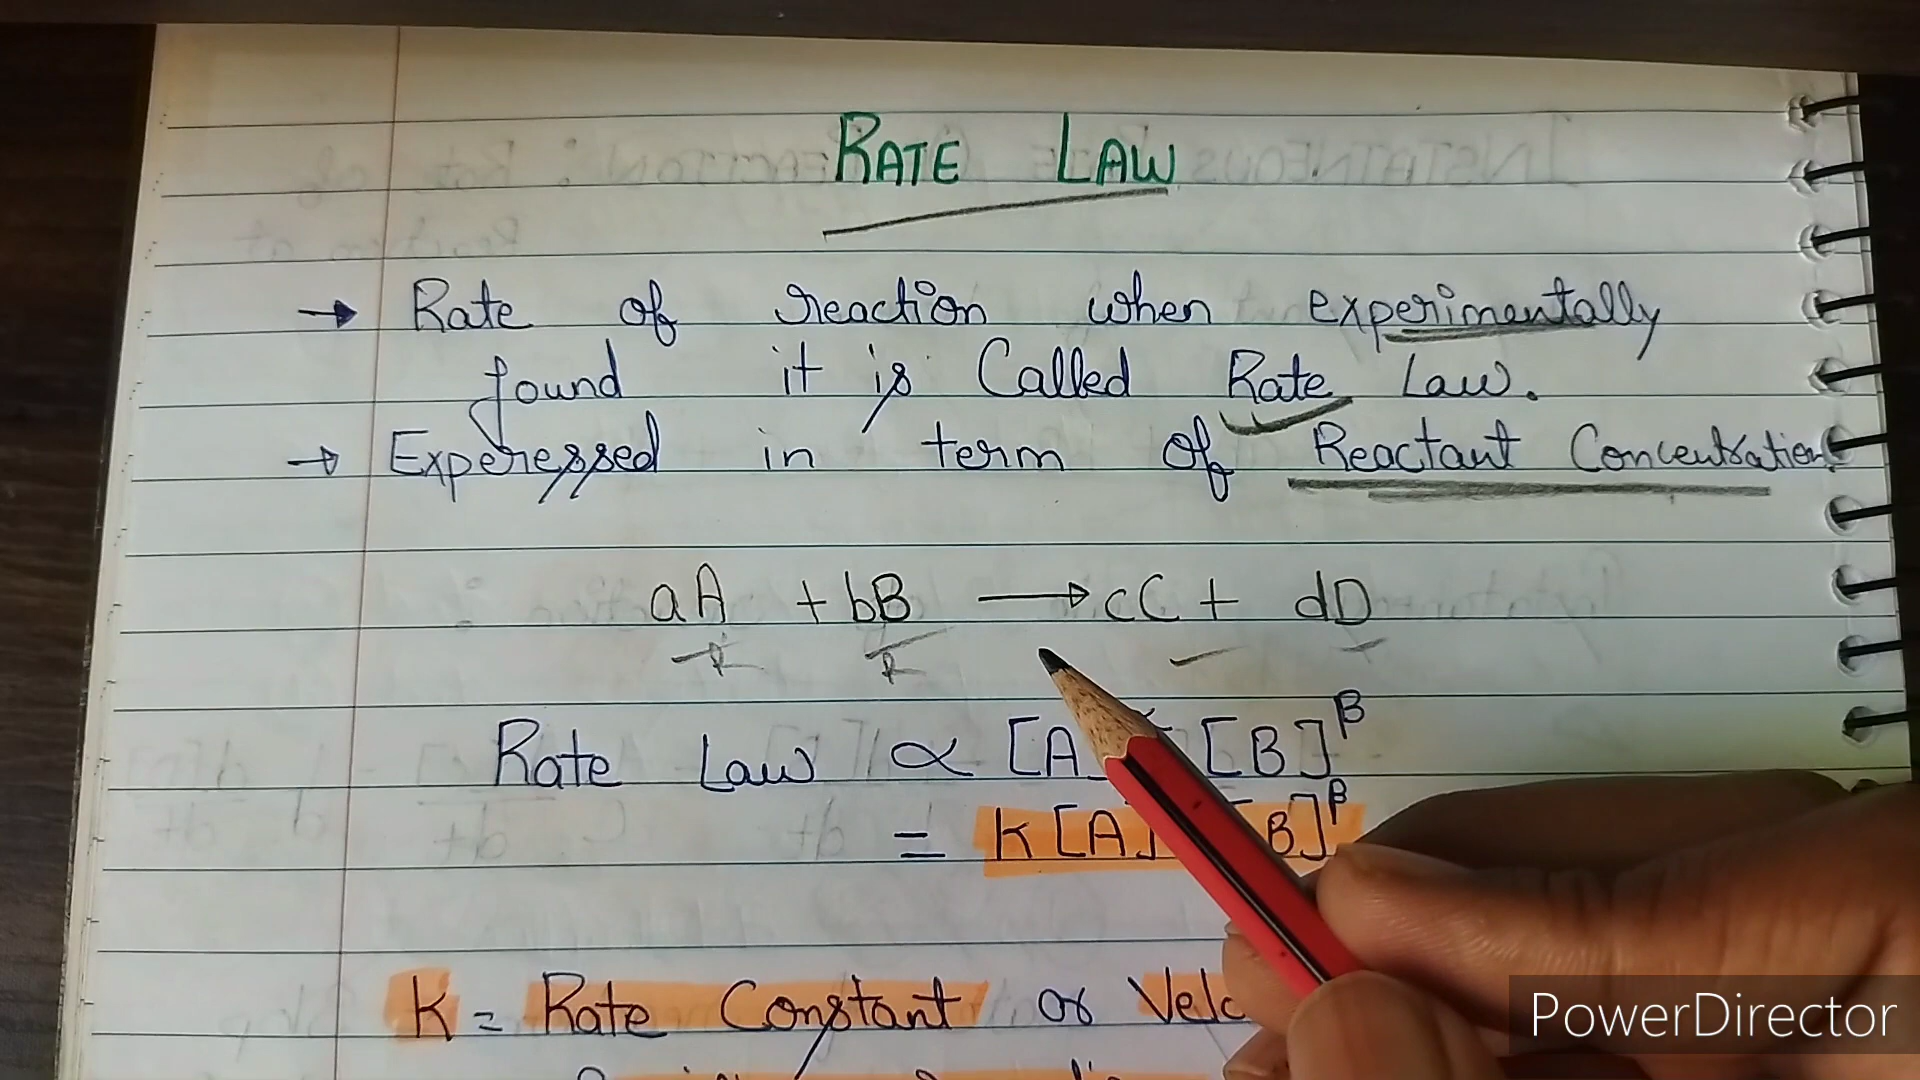 RATE LAW
→ Rate of reaction when experimentally
found it is Called Rate Law.
→ Experessed in term of Reactant Concentration
aA + bB → cC + dD
R R
Rate Law ∝ [A] [B]^β
= K[A] [B]^β
K = Rate Constant or
PowerDirector